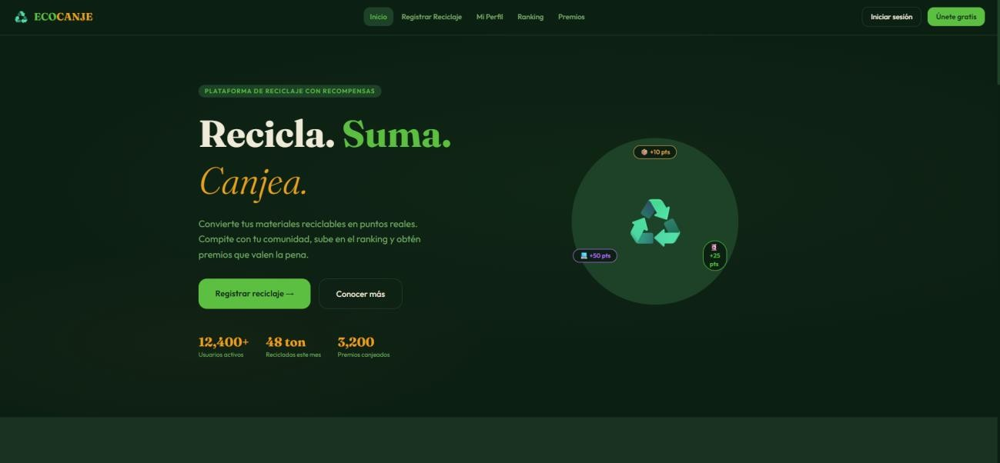 ECOCANJE
Inicio
Registrar Reciclaje
Mi Perfil
Ranking
Premios
Iniciar sesión
Únete gratis
PLATAFORMA DE RECICLAJE CON RECOMPENSAS
Recicla. Suma.
Canjea.
Convierte tus materiales reciclables en puntos reales.
Compite con tu comunidad, sube en el ranking y obtén
premios que valen la pena.
Registrar reciclaje →
Conocer más
12,400+
Usuarios activos
48 ton
Recicladas este mes
3,200
Premios canjeados
+10 pts
+50 pts
+25
pts